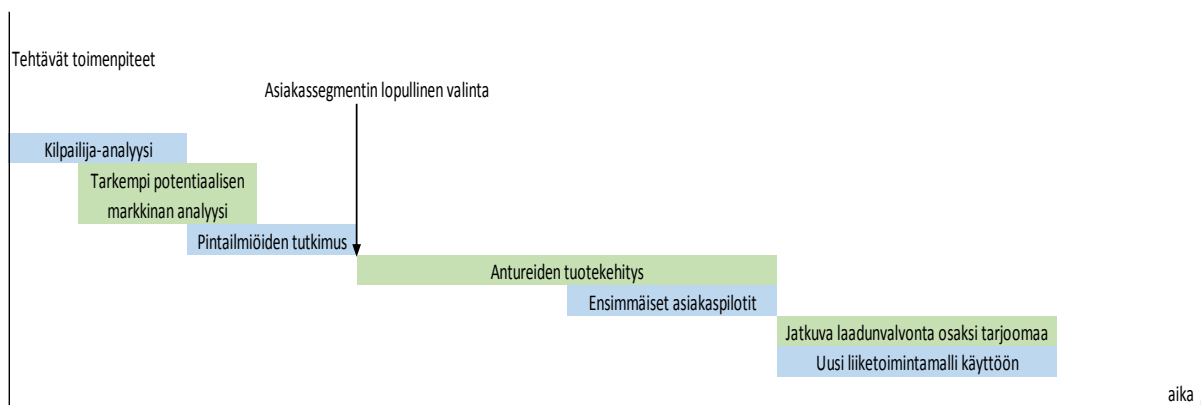 Tehtävät toimenpiteet
Asiakassegmentin lopullinen valinta
Kilpailija-analyysi
Tarkempi potentiaalisen
markkinan analyysi
Pintailmiöiden tutkimus
Antureiden tuotekehitys
Ensimmäiset asiakaspilotit
Jatkuva laadunvalvonta osaksi tarjoomaa
Uusi liiketoimintamalli käyttöön
aika